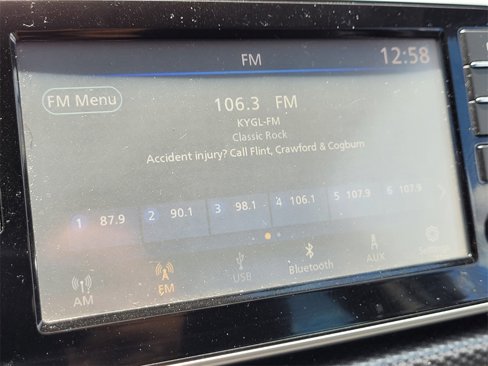 FM
12:58
FM Menu
106.3 FM
KYGL-FM
Classic Rock
Accident injury? Call Flint, Crawford & Cogburn
1 87.9 2 90.1 3 98.1 4 106.1 5 107.9 6 107.9
AM FM USB Bluetooth AUX Settings